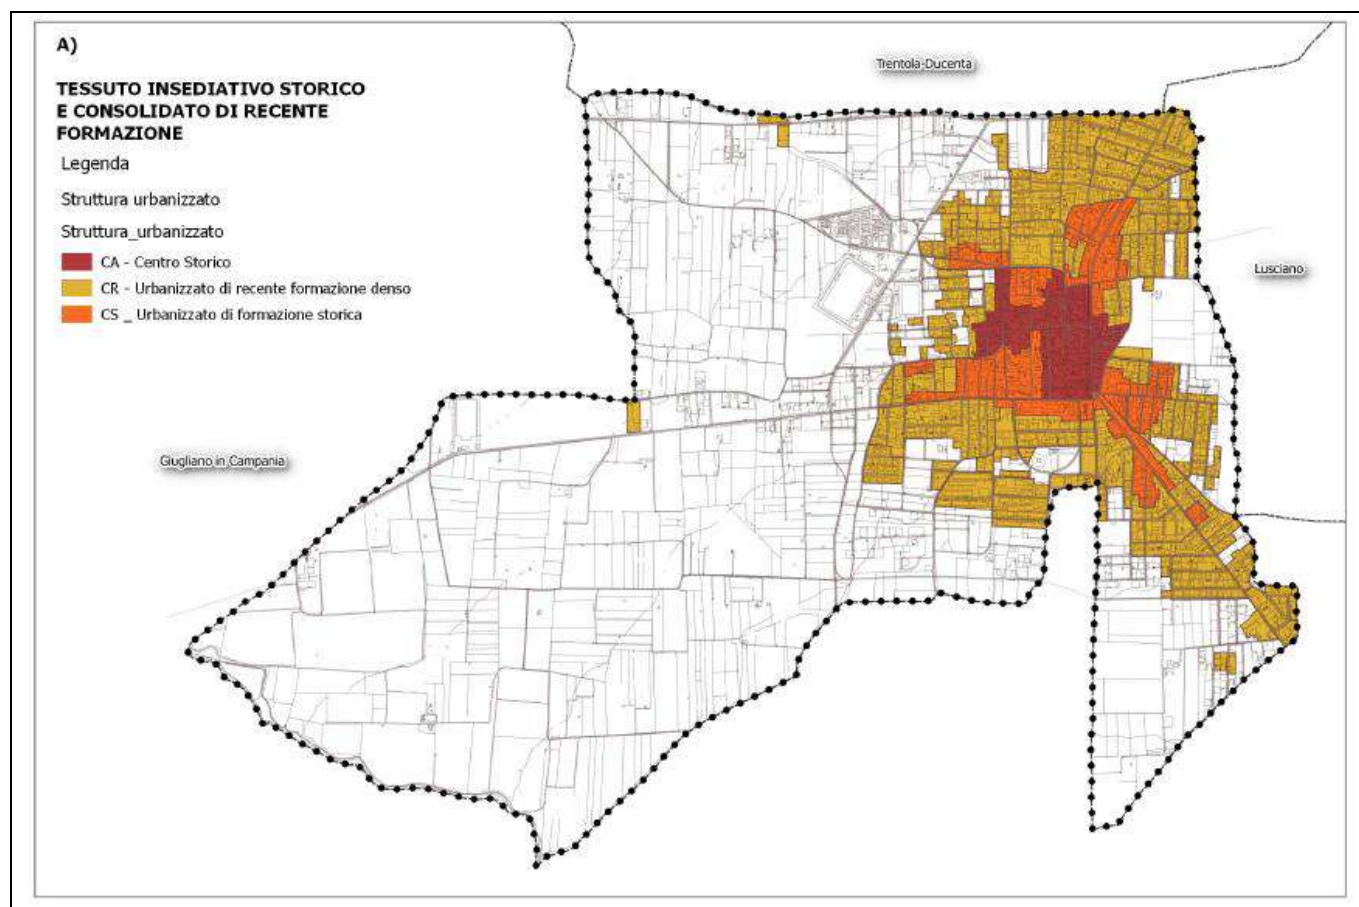 A)
TESSUTO INSEDIATIVO STORICO
E CONSOLIDATO DI RECENTE
FORMAZIONE
Legenda
Struttura urbanizzato
Struttura_urbanizzato
CA - Centro Storico
CR - Urbanizzato di recente formazione denso
CS _ Urbanizzato di formazione storica
Trentola-Ducenta
Lusciano
Giugliano in Campania